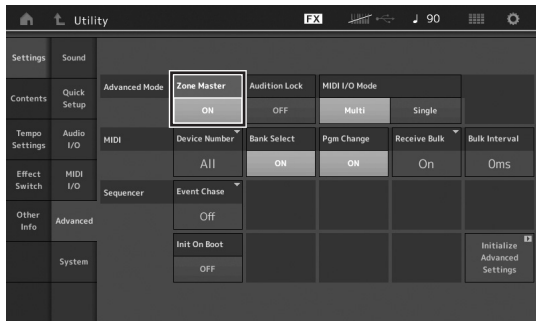 Utility
FX
90
Settings
Sound
Contents
Quick
Setup
Tempo
Settings
Audio
I/O
Effect
Switch
MIDI
I/O
Other
Info
Advanced
System
Advanced Mode
Zone Master
ON
Audition Lock
OFF
MIDI I/O Mode
Multi
Single
MIDI
Device Number
All
Bank Select
ON
Pgm Change
ON
Receive Bulk
On
Bulk Interval
0ms
Sequencer
Event Chase
Off
Init On Boot
OFF
Initialize
Advanced
Settings